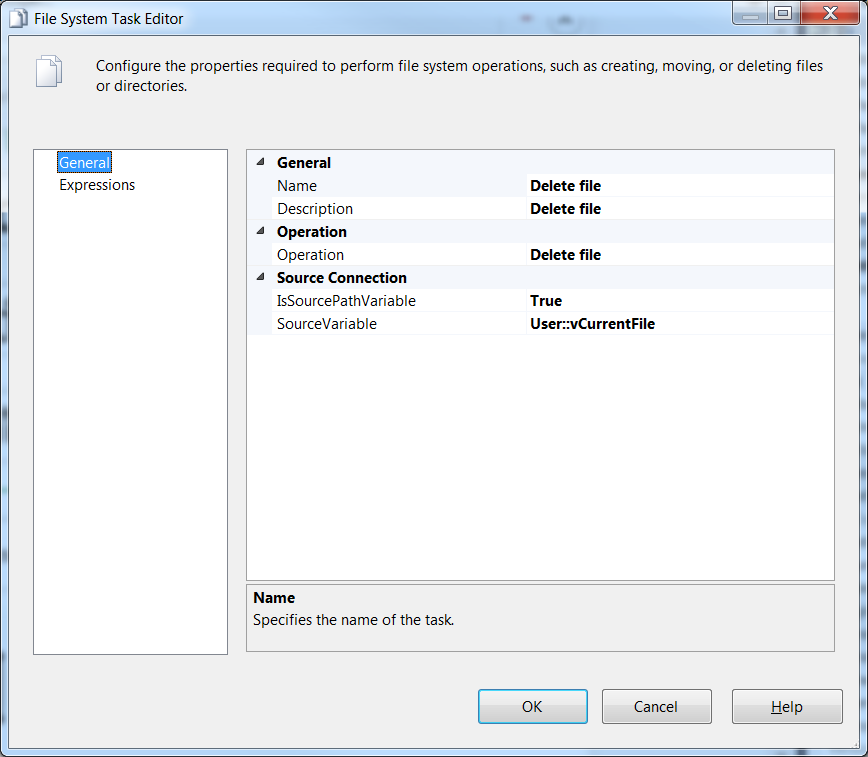 File System Task Editor
Configure the properties required to perform file system operations, such as creating, moving, or deleting files
or directories.
General
Expressions
General
Name Delete file
Description Delete file
Operation
Operation Delete file
Source Connection
IsSourcePathVariable True
SourceVariable User::vCurrentFile
Name
Specifies the name of the task.
OK Cancel Help